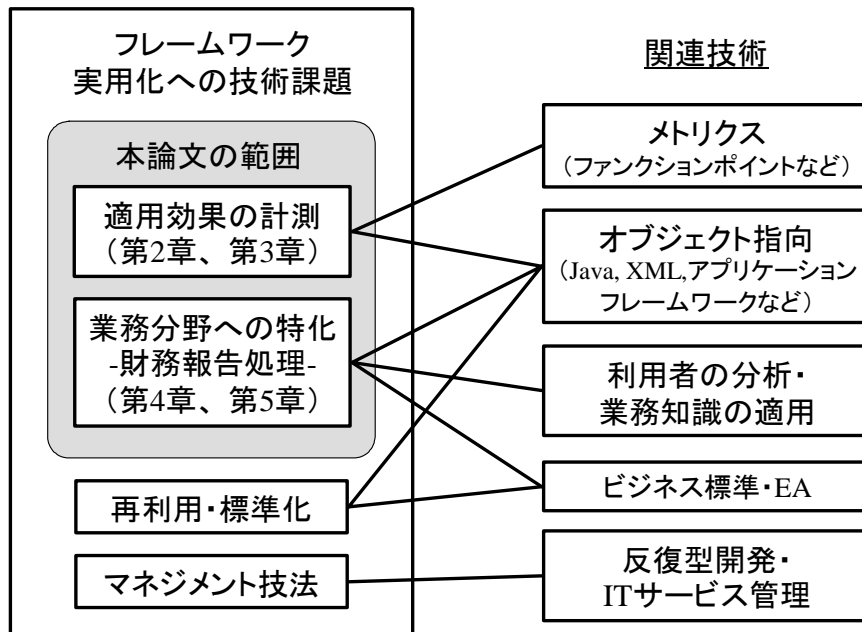 フレームワーク
実用化への技術課題
本論文の範囲
適用効果の計測
（第2章、第3章）
業務分野への特化
-財務報告処理-
（第4章、第5章）
再利用・標準化
マネジメント技法
関連技術
メトリクス
（ファンクションポイントなど）
オブジェクト指向
（Java, XML,アプリケーション
フレームワークなど）
利用者の分析・
業務知識の適用
ビジネス標準・EA
反復型開発・
ITサービス管理